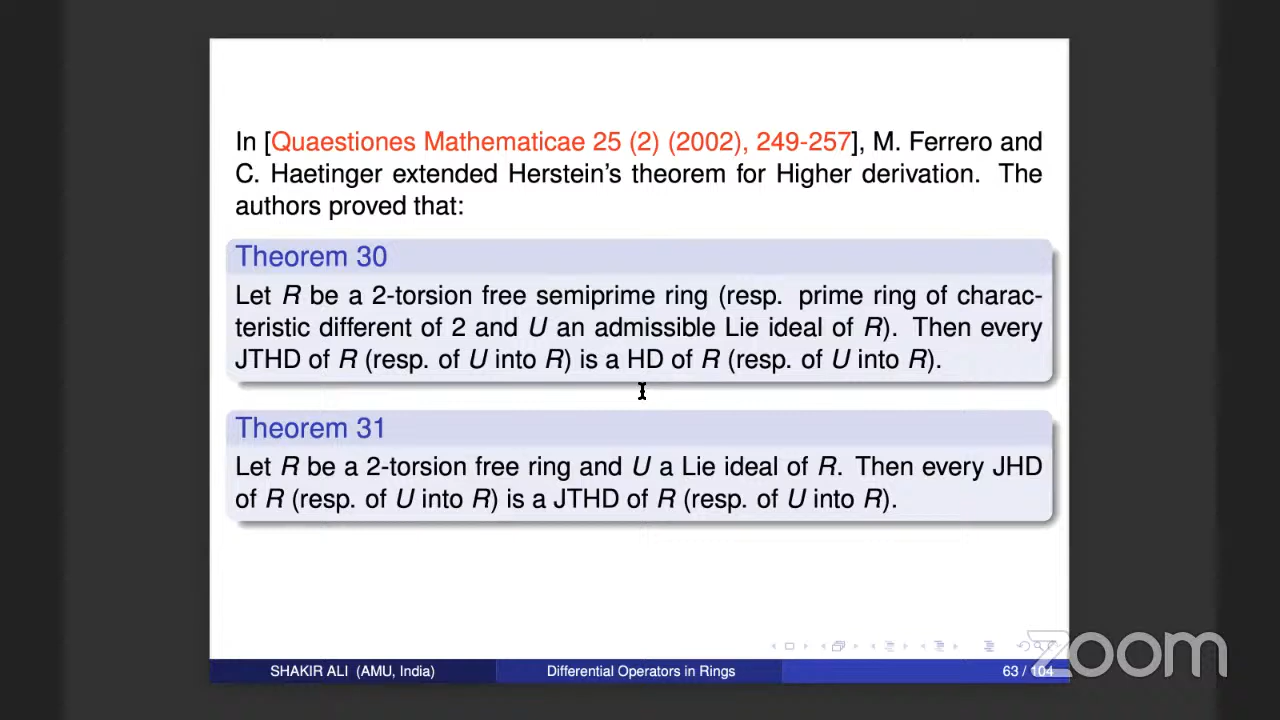 In [Quaestiones Mathematicae 25 (2) (2002), 249-257], M. Ferrero and
C. Haetinger extended Herstein's theorem for Higher derivation. The
authors proved that:
Theorem 30
Let R be a 2-torsion free semiprime ring (resp. prime ring of charac-
teristic different of 2 and U an admissible Lie ideal of R). Then every
JTHD of R (resp. of U into R) is a HD of R (resp. of U into R).
Theorem 31
Let R be a 2-torsion free ring and U a Lie ideal of R. Then every JHD
of R (resp. of U into R) is a JTHD of R (resp. of U into R).
SHAKIR ALI (AMU, India) Differential Operators in Rings 63 / 104
zoom